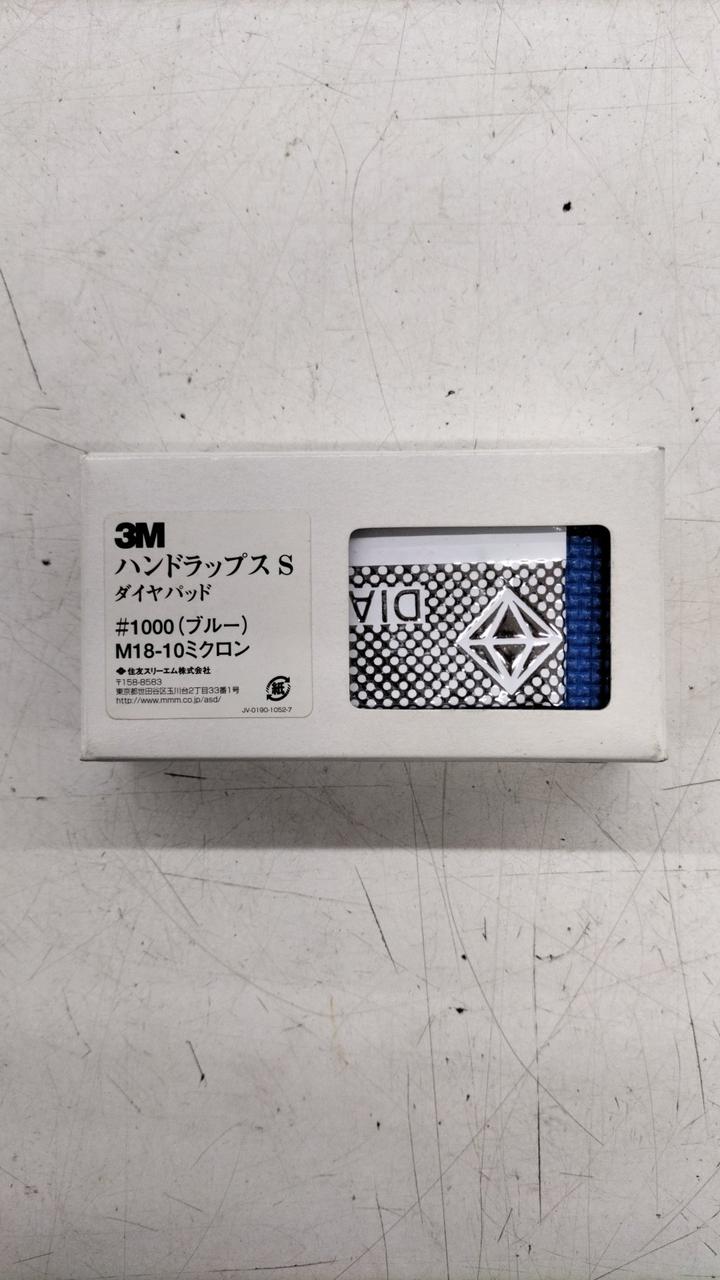 3M
ハンドラップス S
ダイヤパッド
#1000(ブルー)
M18-10ミクロン
住友スリーエム株式会社
〒158-8583
東京都世田谷区玉川台2丁目33番1号
http://www.mmm.co.jp/asd/
紙
JV-0190-1052-7
DIA